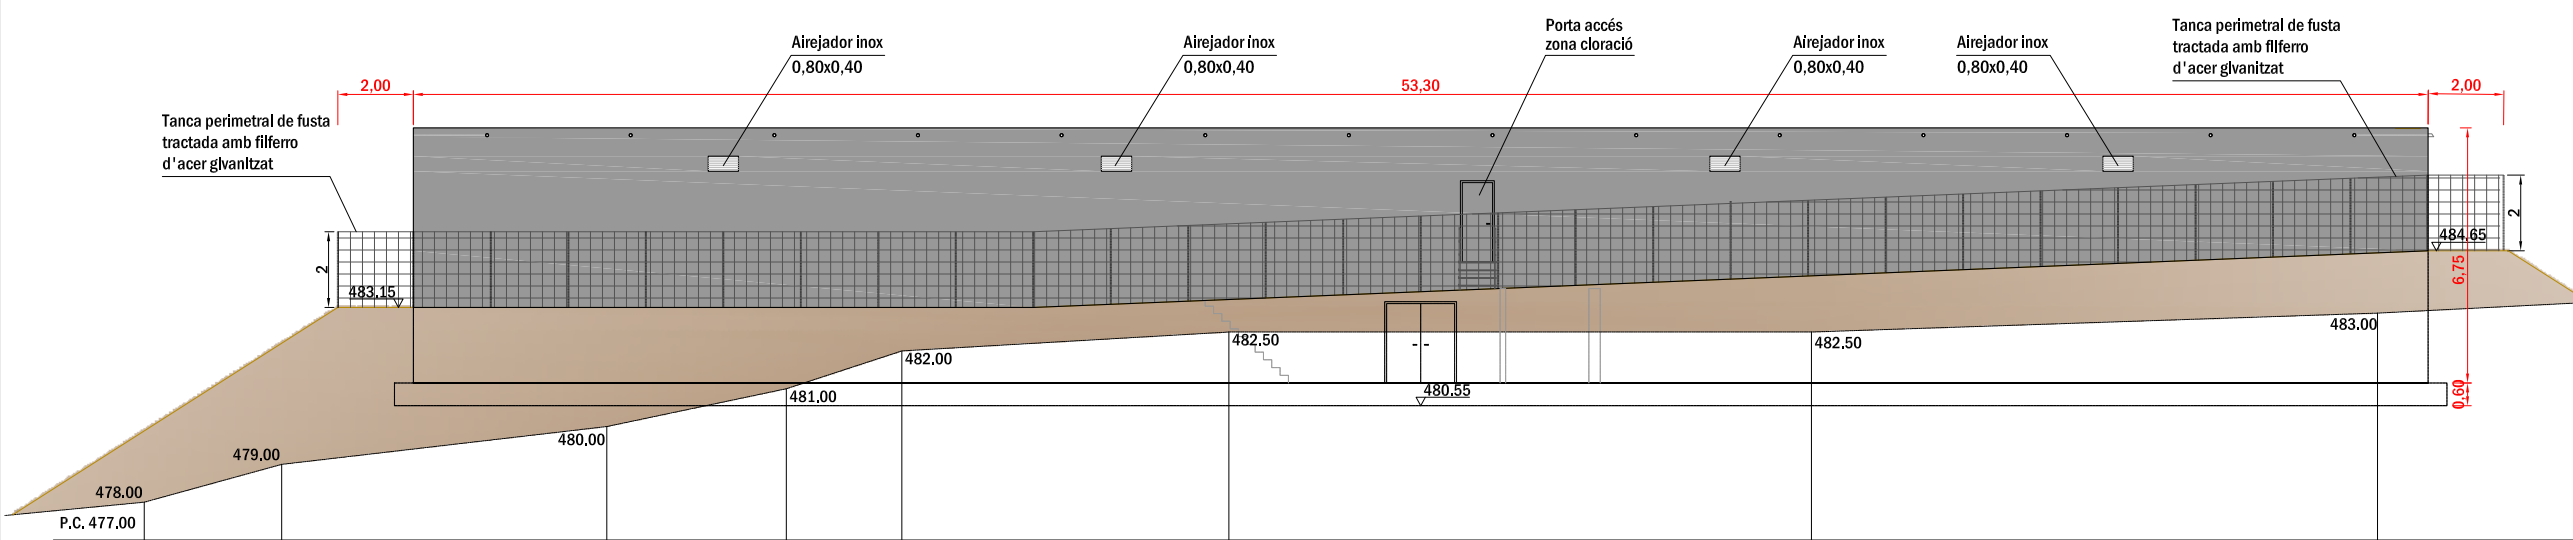 Airejador inox
0,80x0,40
Airejador inox
0,80x0,40
Porta accés
zona cloració
Airejador inox
0,80x0,40
Airejador inox
0,80x0,40
Tanca perimetral de fusta
tractada amb filferro
d'acer glvanitzat
2,00
53,30
2,00
Tanca perimetral de fusta
tractada amb filferro
d'acer glvanitzat
2
2
483.15
484.65
6,75
482.00
482.50
482.50
483.00
481.00
480.55
0,60
480.00
479.00
478.00
P.C. 477.00